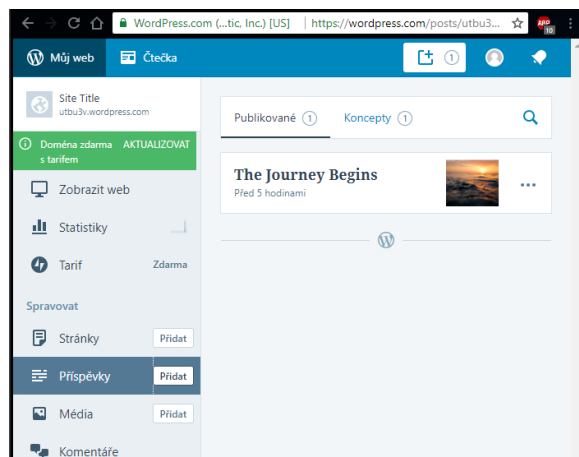 WordPress.com (...tic, Inc.) [US] https://wordpress.com/posts/utbu3...
ABP
10
Můj web
Čtečka
1
Site Title
utbu3v.wordpress.com
Doména zdarma s tarifem
AKTUALIZOVAT
Zobrazit web
Statistiky
Tarif Zdarma
Spravovat
Stránky Přidat
Příspěvky Přidat
Média Přidat
Komentáře
Publikované 1 Koncepty 1
The Journey Begins
Před 5 hodinami